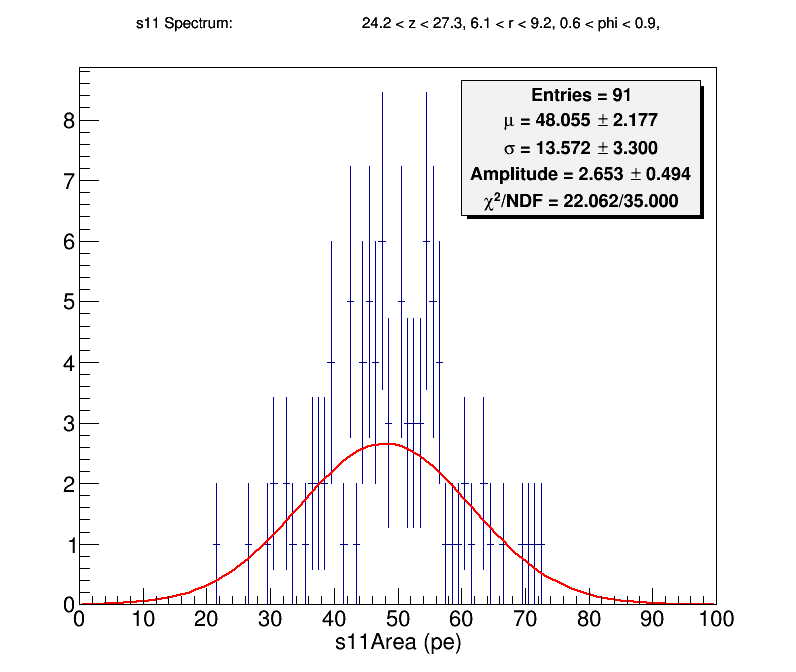 s11 Spectrum: 24.2 < z < 27.3, 6.1 < r < 9.2, 0.6 < phi < 0.9,
Entries = 91
μ = 48.055 ± 2.177
σ = 13.572 ± 3.300
Amplitude = 2.653 ± 0.494
χ²/NDF = 22.062/35.000
8
7
6
5
4
3
2
1
0
0 10 20 30 40 50 60 70 80 90 100
s11Area (pe)